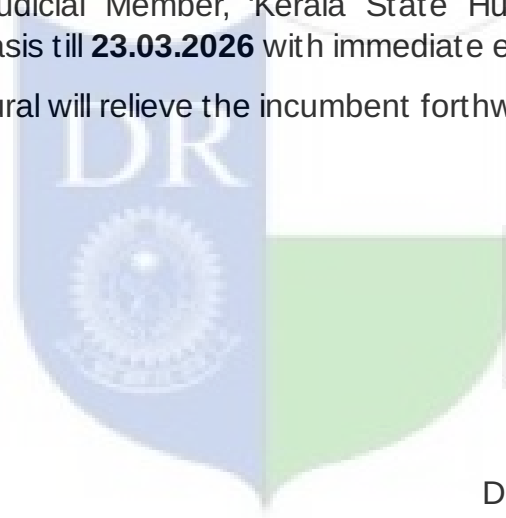 udicial Member, Kerala State Hu
asis till 23.03.2026 with immediate e
ural will relieve the incumbent forthw
DR
D